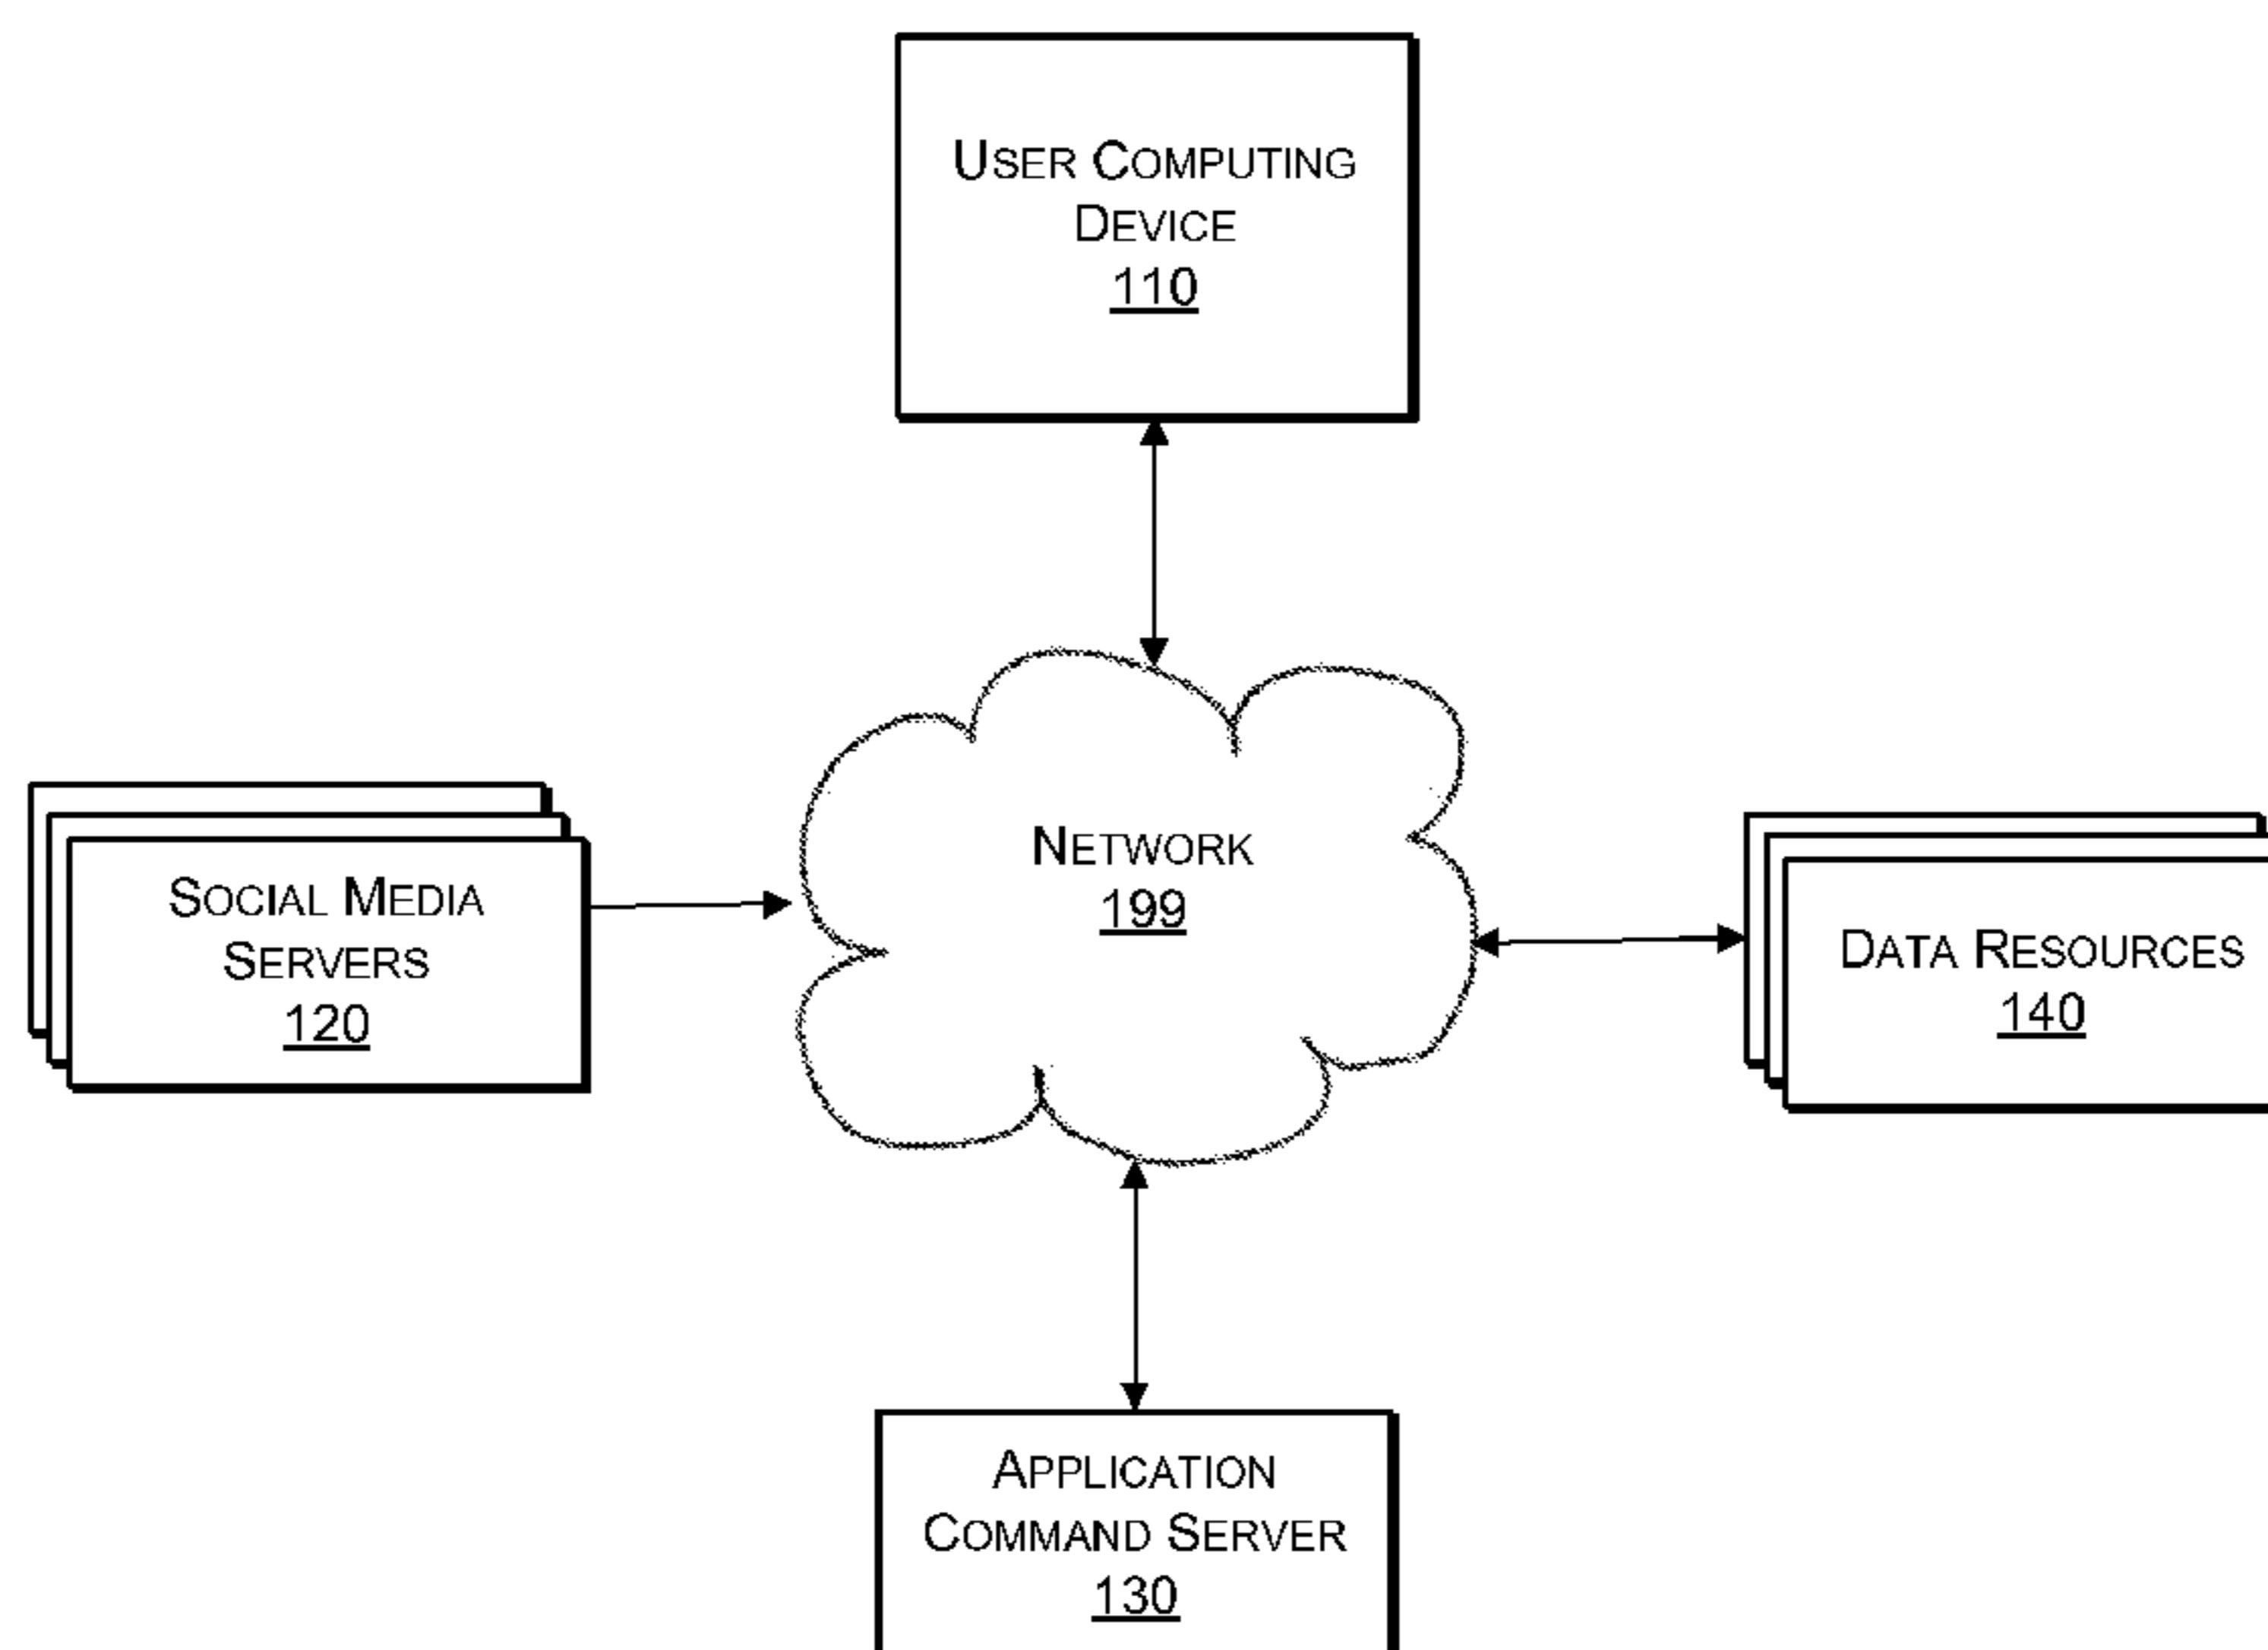 USER COMPUTING
DEVICE
110
NETWORK
199
SOCIAL MEDIA
SERVERS
120
DATA RESOURCES
140
APPLICATION
COMMAND SERVER
130